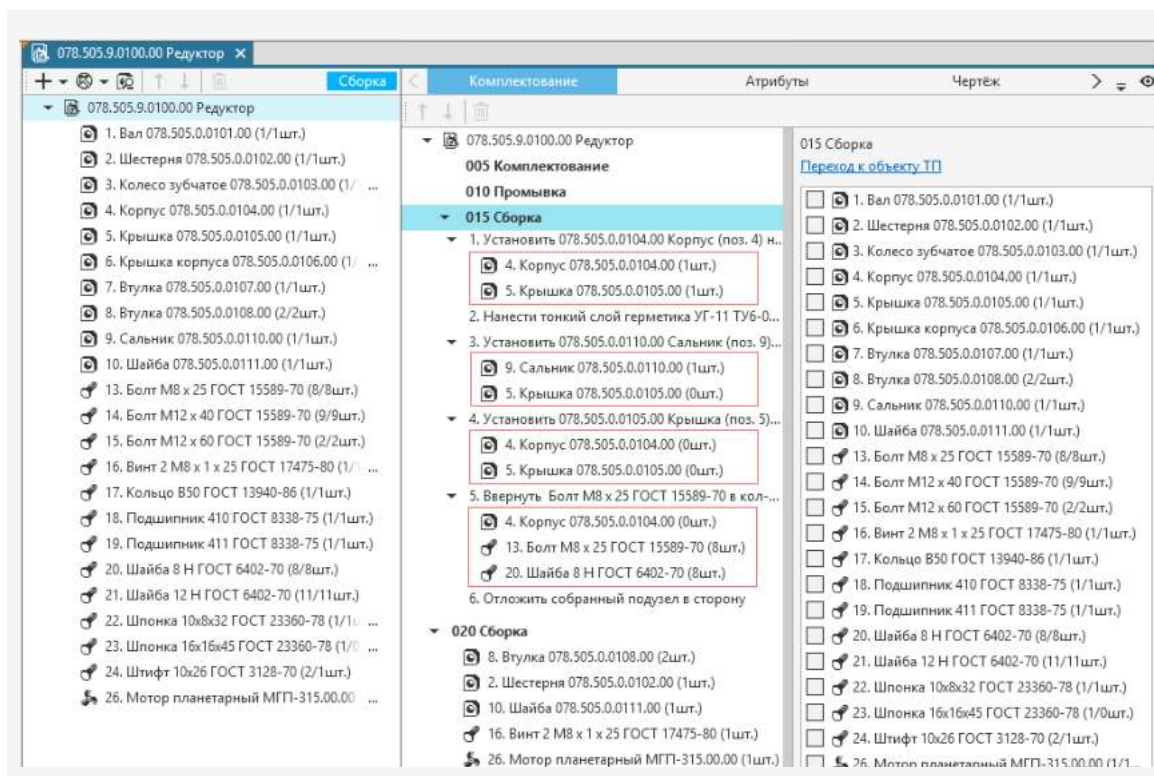 078.505.9.0100.00 Редуктор
Сборка
Комплектование
Атрибуты
Чертёж
078.505.9.0100.00 Редуктор
1. Вал 078.505.0.0101.00 (1/1шт.)
2. Шестерня 078.505.0.0102.00 (1/1шт.)
3. Колесо зубчатое 078.505.0.0103.00 (1/ ...
4. Корпус 078.505.0.0104.00 (1/1шт.)
5. Крышка 078.505.0.0105.00 (1/1шт.)
6. Крышка корпуса 078.505.0.0106.00 (1/ ...
7. Втулка 078.505.0.0107.00 (1/1шт.)
8. Втулка 078.505.0.0108.00 (2/2шт.)
9. Сальник 078.505.0.0110.00 (1/1шт.)
10. Шайба 078.505.0.0111.00 (1/1шт.)
13. Болт М8 х 25 ГОСТ 15589-70 (8/8шт.)
14. Болт М12 х 40 ГОСТ 15589-70 (9/9шт.)
15. Болт М12 х 60 ГОСТ 15589-70 (2/2шт.)
16. Винт 2 М8 х 1 х 25 ГОСТ 17475-80 (1/ ...
17. Кольцо В50 ГОСТ 13940-86 (1/1шт.)
18. Подшипник 410 ГОСТ 8338-75 (1/1шт.)
19. Подшипник 411 ГОСТ 8338-75 (1/1шт.)
20. Шайба 8 Н ГОСТ 6402-70 (8/8шт.)
21. Шайба 12 Н ГОСТ 6402-70 (11/11шт.)
22. Шпонка 10х8х32 ГОСТ 23360-78 (1/1 ...
23. Шпонка 16х16х45 ГОСТ 23360-78 (1/ ...
24. Штифт 10х26 ГОСТ 3128-70 (2/1шт.)
26. Мотор планетарный МГП-315.00.00 ...
078.505.9.0100.00 Редуктор
005 Комплектование
010 Промывка
015 Сборка
1. Установить 078.505.0.0104.00 Корпус (поз. 4) н...
4. Корпус 078.505.0.0104.00 (1шт.)
5. Крышка 078.505.0.0105.00 (1шт.)
2. Нанести тонкий слой герметика УГ-11 ТУ6-0...
3. Установить 078.505.0.0110.00 Сальник (поз. 9)...
9. Сальник 078.505.0.0110.00 (1шт.)
5. Крышка 078.505.0.0105.00 (0шт.)
4. Установить 078.505.0.0105.00 Крышка (поз. 5)...
4. Корпус 078.505.0.0104.00 (0шт.)
5. Крышка 078.505.0.0105.00 (0шт.)
5. Ввернуть Болт М8 х 25 ГОСТ 15589-70 в кол-...
4. Корпус 078.505.0.0104.00 (0шт.)
13. Болт М8 х 25 ГОСТ 15589-70 (8шт.)
20. Шайба 8 Н ГОСТ 6402-70 (8шт.)
6. Отложить собранный подузел в сторону
020 Сборка
8. Втулка 078.505.0.0108.00 (2шт.)
2. Шестерня 078.505.0.0102.00 (1шт.)
10. Шайба 078.505.0.0111.00 (1шт.)
16. Винт 2 М8 х 1 х 25 ГОСТ 17475-80 (1шт.)
26. Мотор планетарный МГП-315.00.00 (1шт.)
015 Сборка
Переход к объекту ТП
1. Вал 078.505.0.0101.00 (1/1шт.)
2. Шестерня 078.505.0.0102.00 (1/1шт.)
3. Колесо зубчатое 078.505.0.0103.00 (1/1шт.)
4. Корпус 078.505.0.0104.00 (1/1шт.)
5. Крышка 078.505.0.0105.00 (1/1шт.)
6. Крышка корпуса 078.505.0.0106.00 (1/1шт.)
7. Втулка 078.505.0.0107.00 (1/1шт.)
8. Втулка 078.505.0.0108.00 (2/2шт.)
9. Сальник 078.505.0.0110.00 (1/1шт.)
10. Шайба 078.505.0.0111.00 (1/1шт.)
13. Болт М8 х 25 ГОСТ 15589-70 (8/8шт.)
14. Болт М12 х 40 ГОСТ 15589-70 (9/9шт.)
15. Болт М12 х 60 ГОСТ 15589-70 (2/2шт.)
16. Винт 2 М8 х 1 х 25 ГОСТ 17475-80 (1/1шт.)
17. Кольцо В50 ГОСТ 13940-86 (1/1шт.)
18. Подшипник 410 ГОСТ 8338-75 (1/1шт.)
19. Подшипник 411 ГОСТ 8338-75 (1/1шт.)
20. Шайба 8 Н ГОСТ 6402-70 (8/8шт.)
21. Шайба 12 Н ГОСТ 6402-70 (11/11шт.)
22. Шпонка 10х8х32 ГОСТ 23360-78 (1/1шт.)
23. Шпонка 16х16х45 ГОСТ 23360-78 (1/0шт.)
24. Штифт 10х26 ГОСТ 3128-70 (2/1шт.)
26. Мотор планетарный МГП-315.00.00 (1/1...